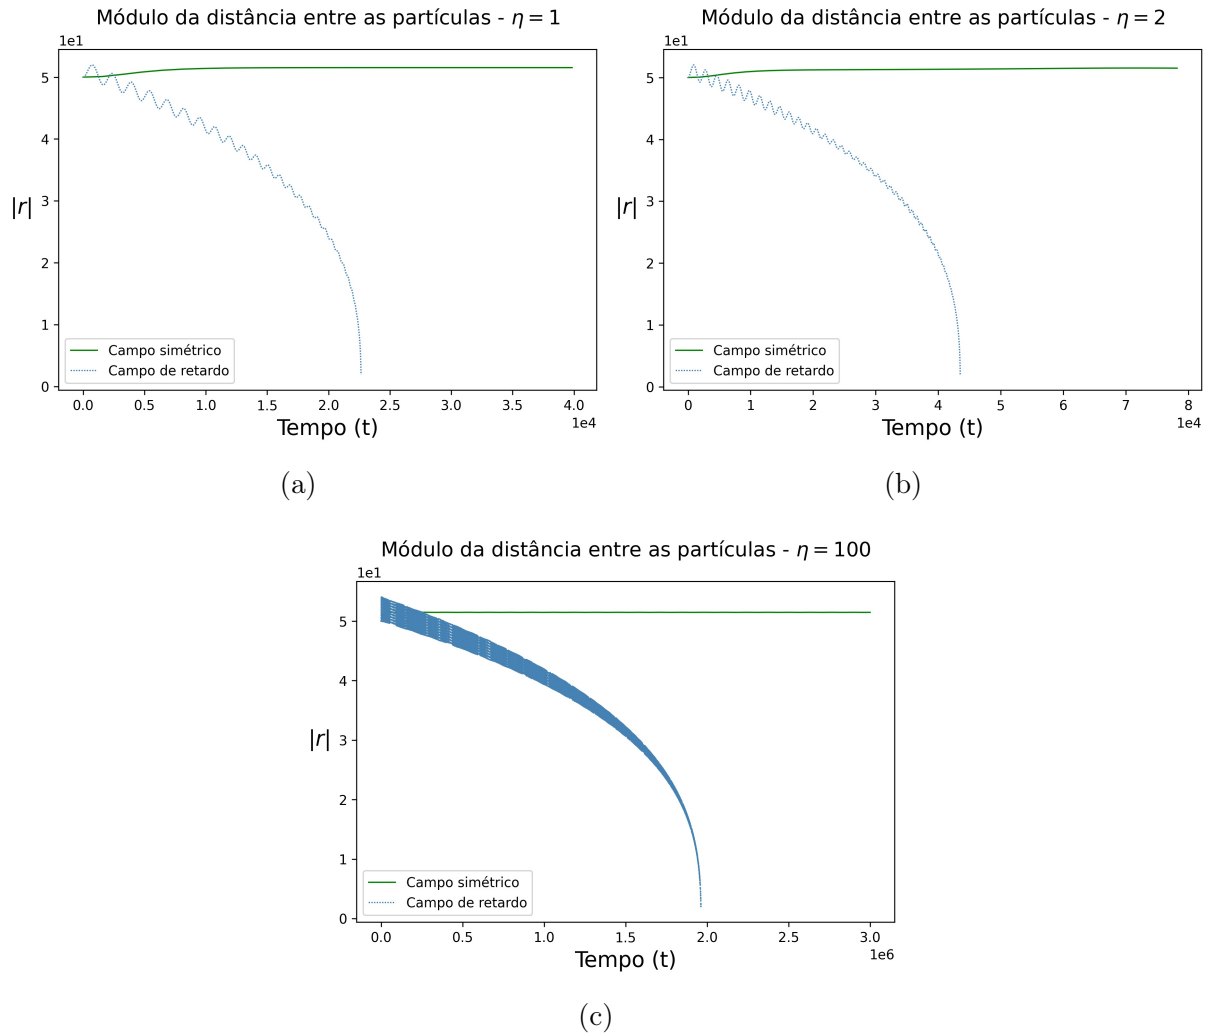 Módulo da distância entre as partículas - η = 1
1e1
5
4
3
2
1
0
|r|
Campo simétrico
Campo de retardo
0.0 0.5 1.0 1.5 2.0 2.5 3.0 3.5 4.0
1e4
Tempo (t)
(a)
Módulo da distância entre as partículas - η = 2
1e1
5
4
3
2
1
0
|r|
Campo simétrico
Campo de retardo
0 1 2 3 4 5 6 7 8
1e4
Tempo (t)
(b)
Módulo da distância entre as partículas - η = 100
1e1
5
4
3
2
1
0
|r|
Campo simétrico
Campo de retardo
0.0 0.5 1.0 1.5 2.0 2.5 3.0
1e6
Tempo (t)
(c)